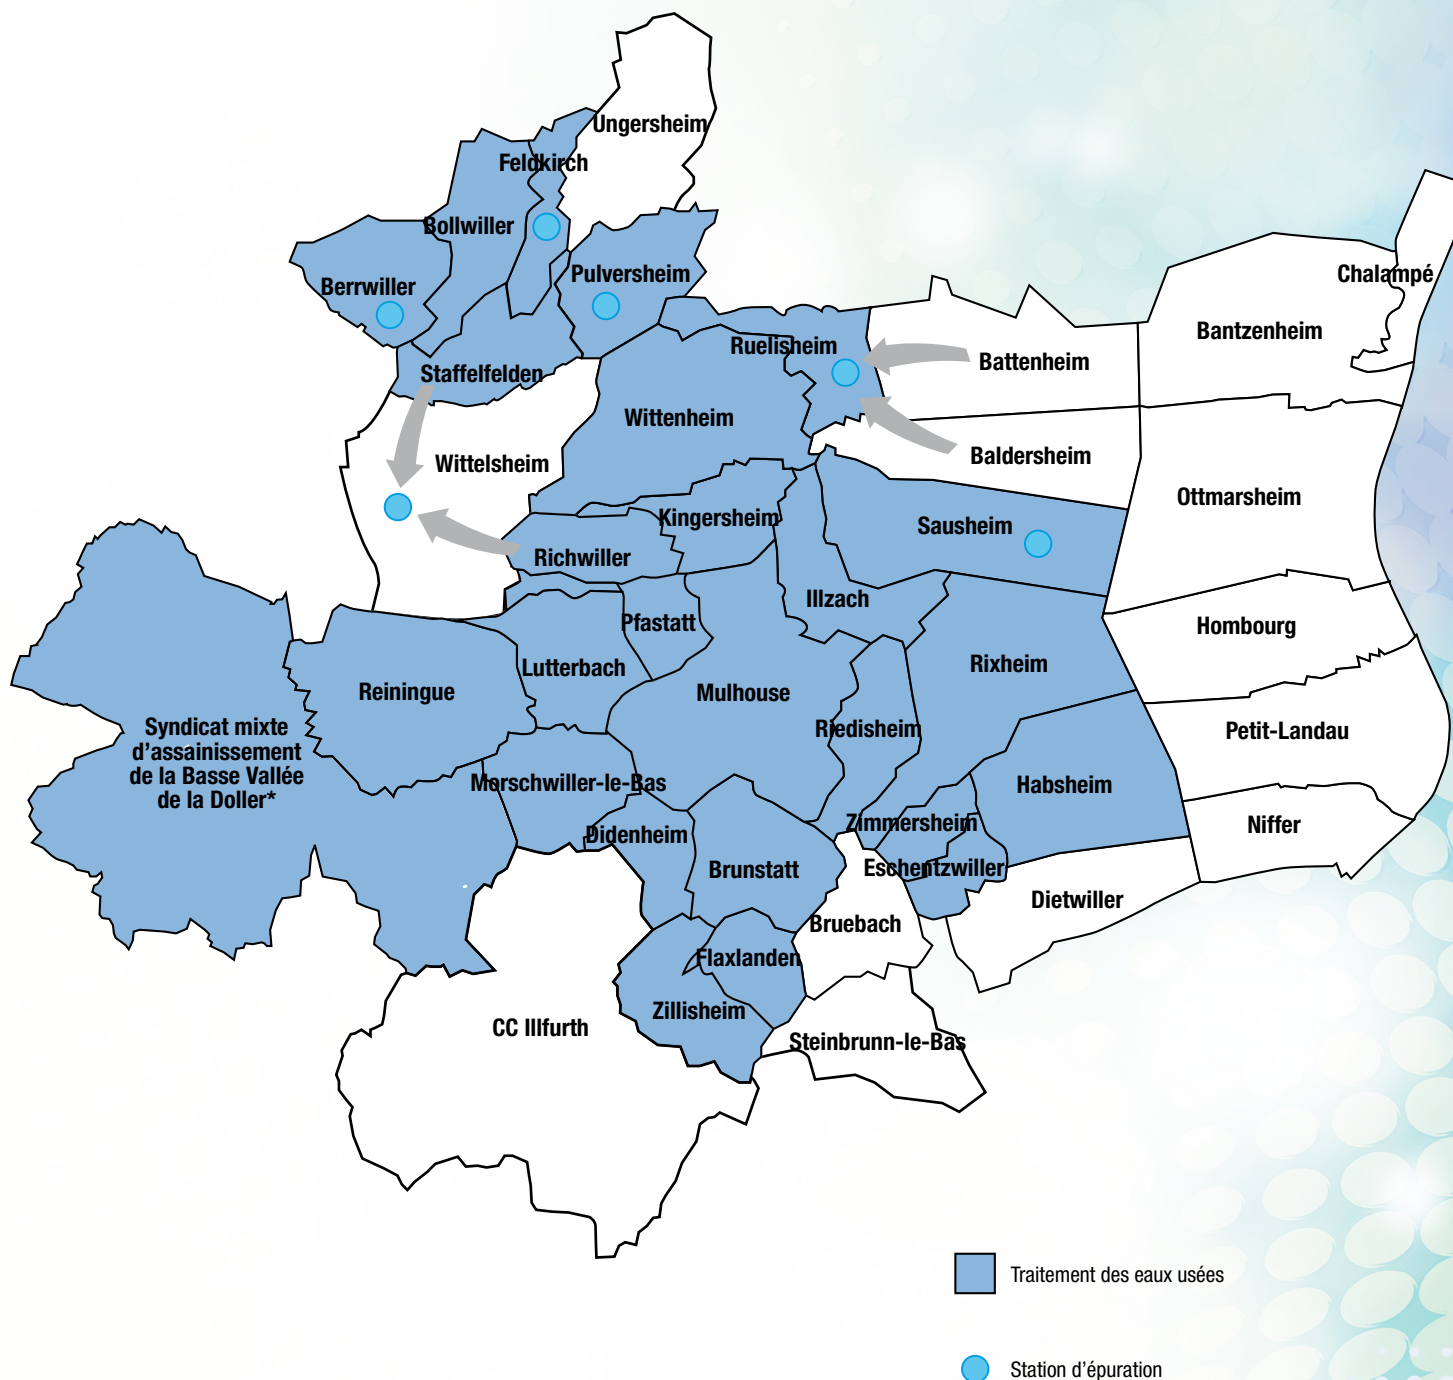 Ungersheim
Feldkirch
Bollwiller
Pulversheim
Berrwiller
Chalampé
Bantzenheim
Ruelisheim
Battenheim
Staffelfelden
Wittenheim
Baldersheim
Wittelsheim
Ottmarsheim
Kingersheim
Sausheim
Richwiller
Illzach
Pfastatt
Hombourg
Lutterbach
Rixheim
Reiningue
Mulhouse
Riedisheim
Petit-Landau
Syndicat mixte
d'assainissement
de la Basse Vallée
de la Doller*
Morschwiller-le-Bas
Habsheim
Didenheim
Zimmersheim
Niffer
Brunstatt
Eschentzwiller
Dietwiller
Bruebach
Flaxlanden
Zillisheim
CC Illfurth
Steinbrunn-le-Bas
Traitement des eaux usées
Station d'épuration